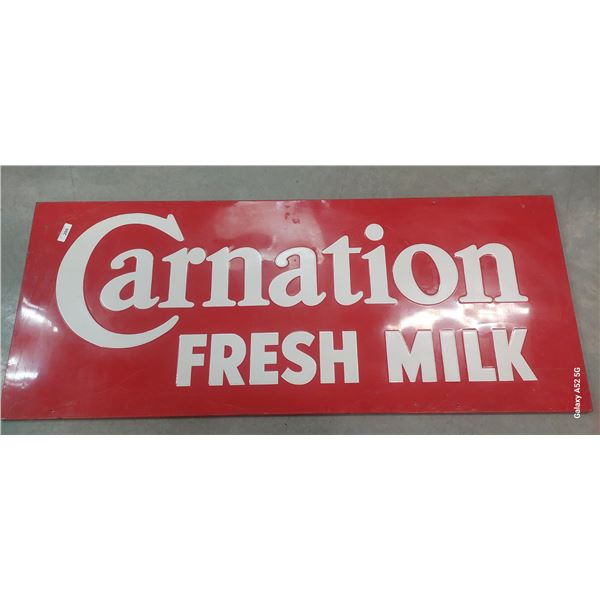 Carnation
FRESH MILK
Galaxy A52 5G